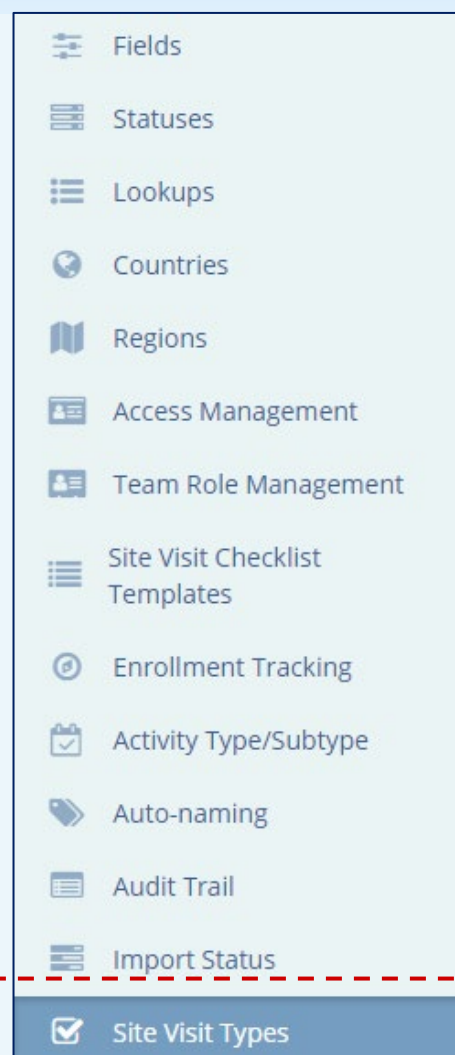 Fields
Statuses
Lookups
Countries
Regions
Access Management
Team Role Management
Site Visit Checklist
Templates
Enrollment Tracking
Activity Type/Subtype
Auto-naming
Audit Trail
Import Status
Site Visit Types